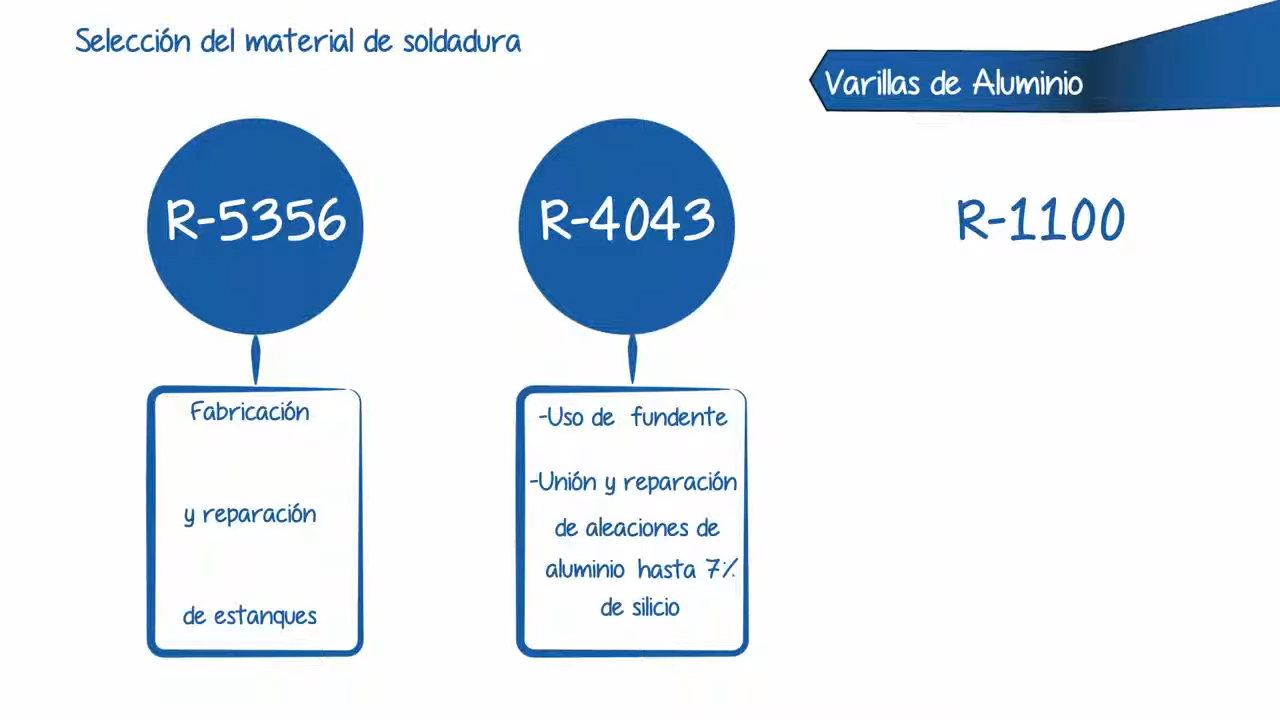 Selección del material de soldadura
Varillas de Aluminio
R-5356
R-4043
R-1100
Fabricación
y reparación
de estanques
-Uso de fundente
-Unión y reparación
de aleaciones de
aluminio hasta 7%
de silicio